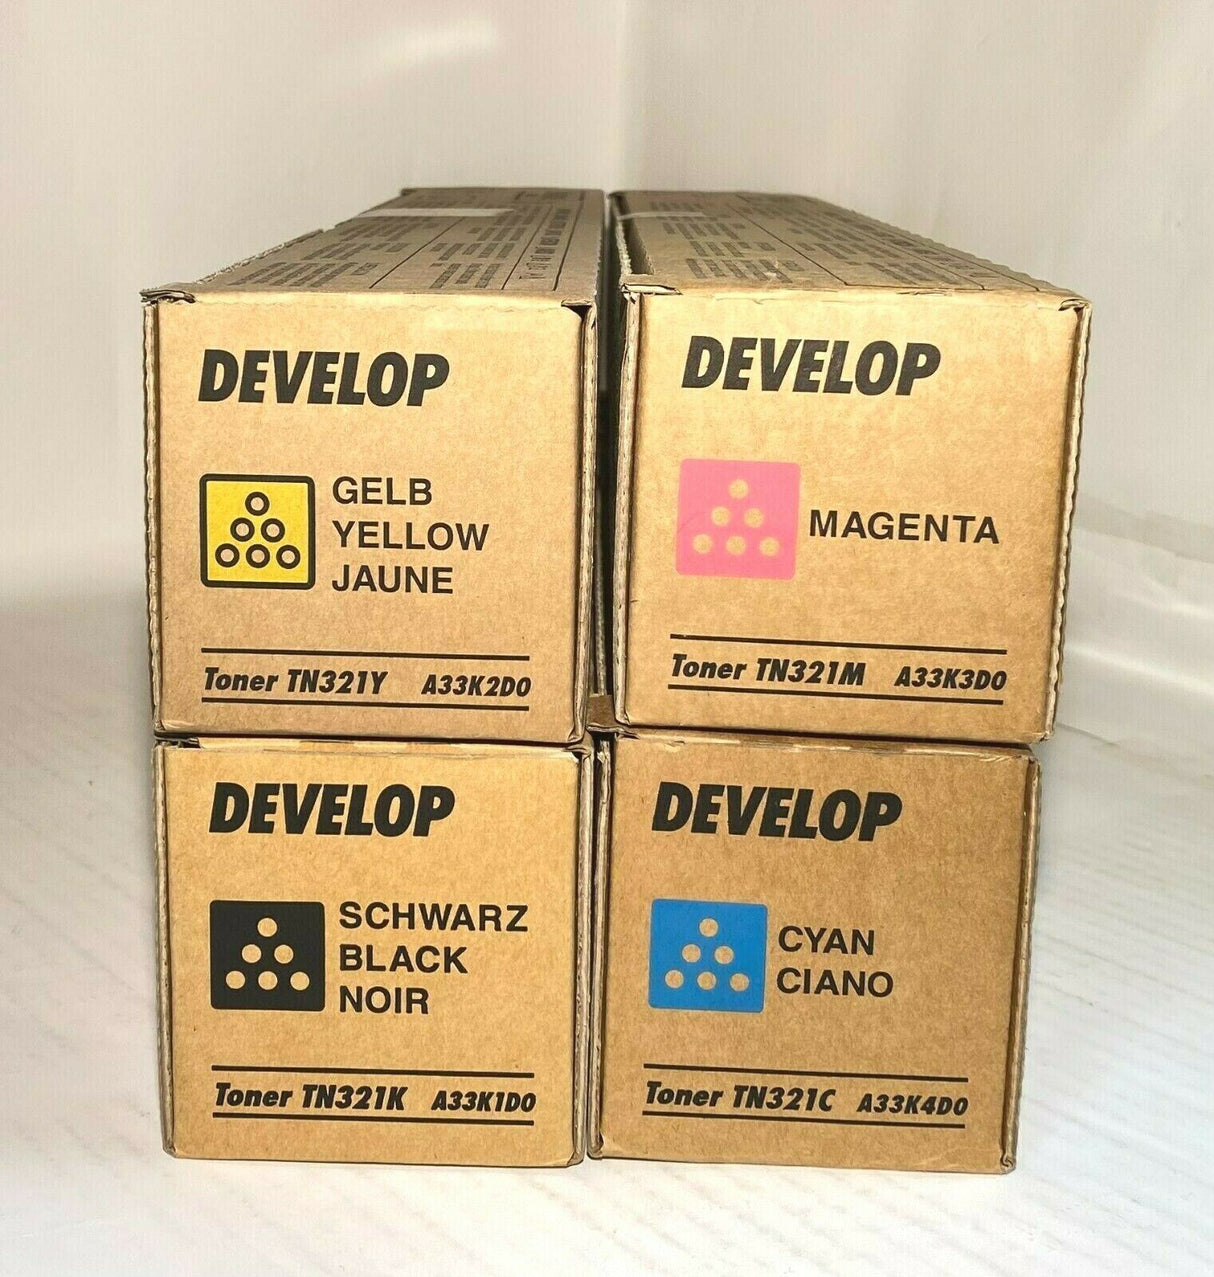 DEVELOP
GELB
YELLOW
JAUNE
Toner TN321Y A33K2D0
DEVELOP
MAGENTA
Toner TN321M A33K3D0
DEVELOP
SCHWARZ
BLACK
NOIR
Toner TN321K A33K1D0
DEVELOP
CYAN
CIANO
Toner TN321C A33K4D0